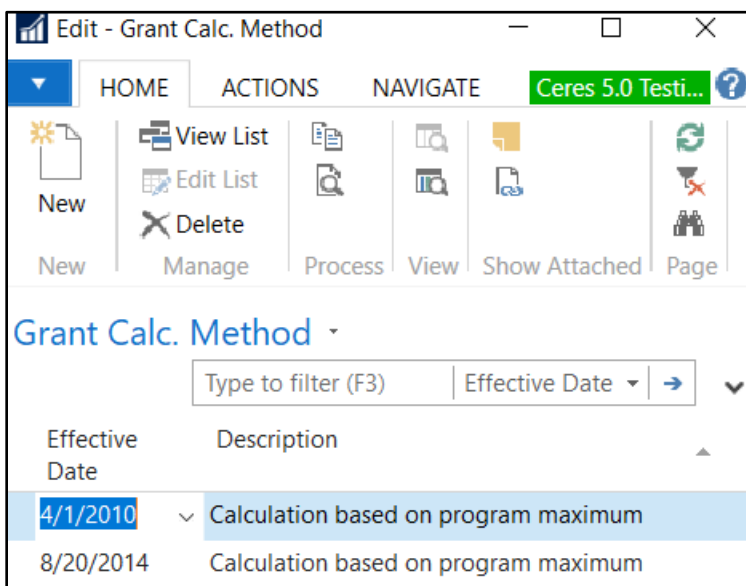 Edit - Grant Calc. Method
HOME ACTIONS NAVIGATE Ceres 5.0 Testi... ?
New
View List
Edit List
Delete
New Manage Process View Show Attached Page
Grant Calc. Method
Type to filter (F3) Effective Date
Effective Date Description
4/1/2010 Calculation based on program maximum
8/20/2014 Calculation based on program maximum